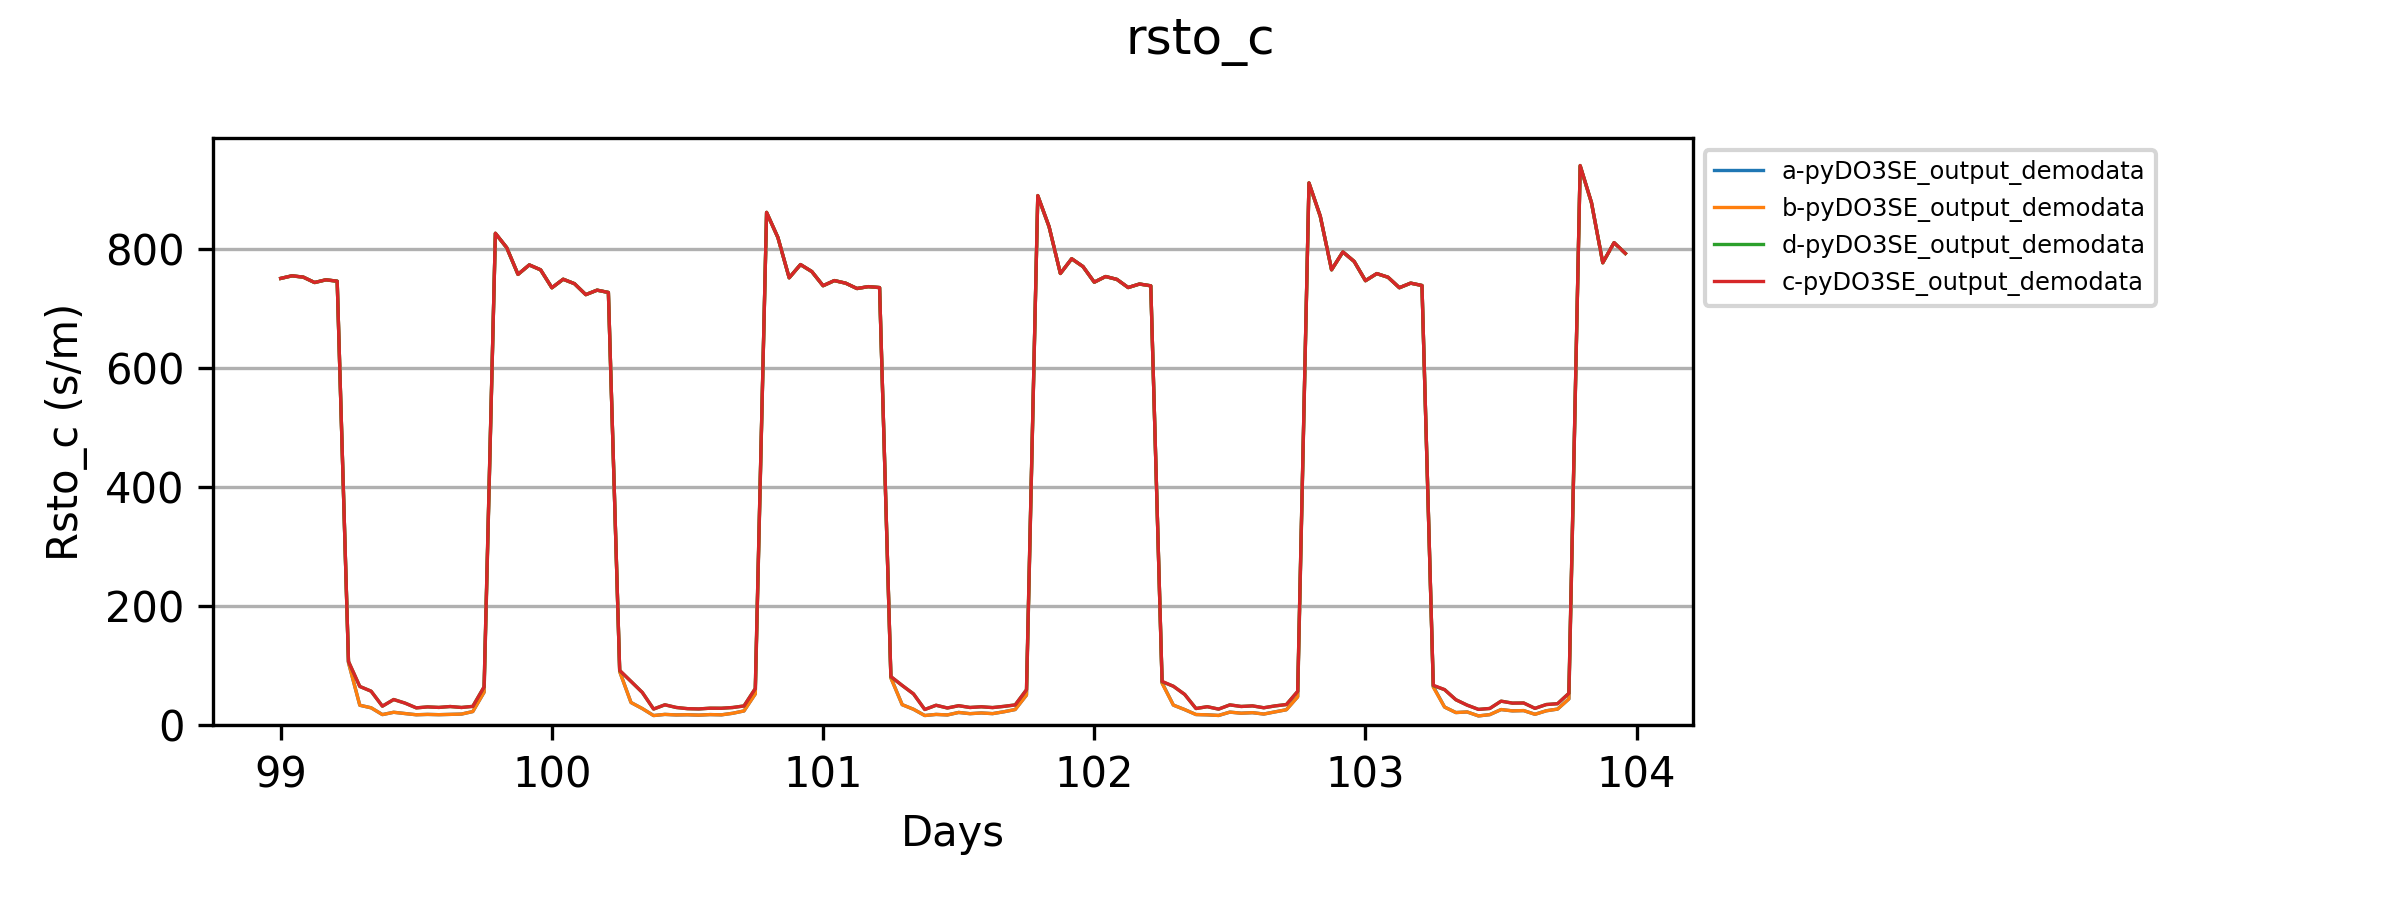 rsto_c
Rsto_c (s/m)
800
600
400
200
0
99 100 101 102 103 104
Days
a-pyDO3SE_output_demodata
b-pyDO3SE_output_demodata
d-pyDO3SE_output_demodata
c-pyDO3SE_output_demodata